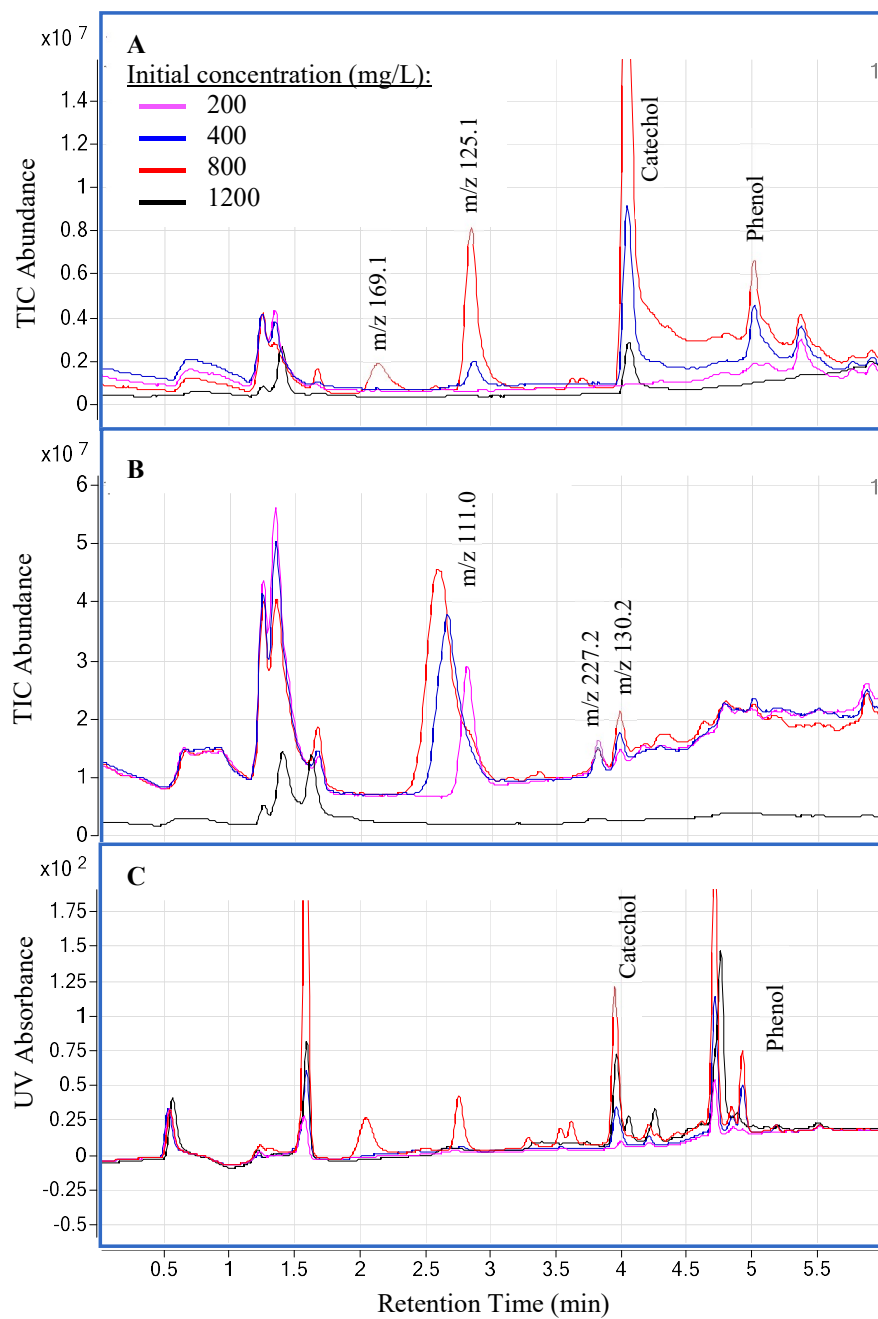 x10 7
A
Initial concentration (mg/L):
200
400
800
1200
1
1.4
1.2
1
0.8
0.6
0.4
0.2
0
TIC Abundance
m/z 169.1
m/z 125.1
Catechol
Phenol
x10 7
B
1
6
5
4
3
2
1
0
TIC Abundance
m/z 111.0
m/z 227.2
m/z 130.2
x10 2
C
1.75
1.5
1.25
1
0.75
0.5
0.25
0
-0.25
-0.5
UV Absorbance
Catechol
Phenol
0.5 1 1.5 2 2.5 3 3.5 4 4.5 5 5.5
Retention Time (min)